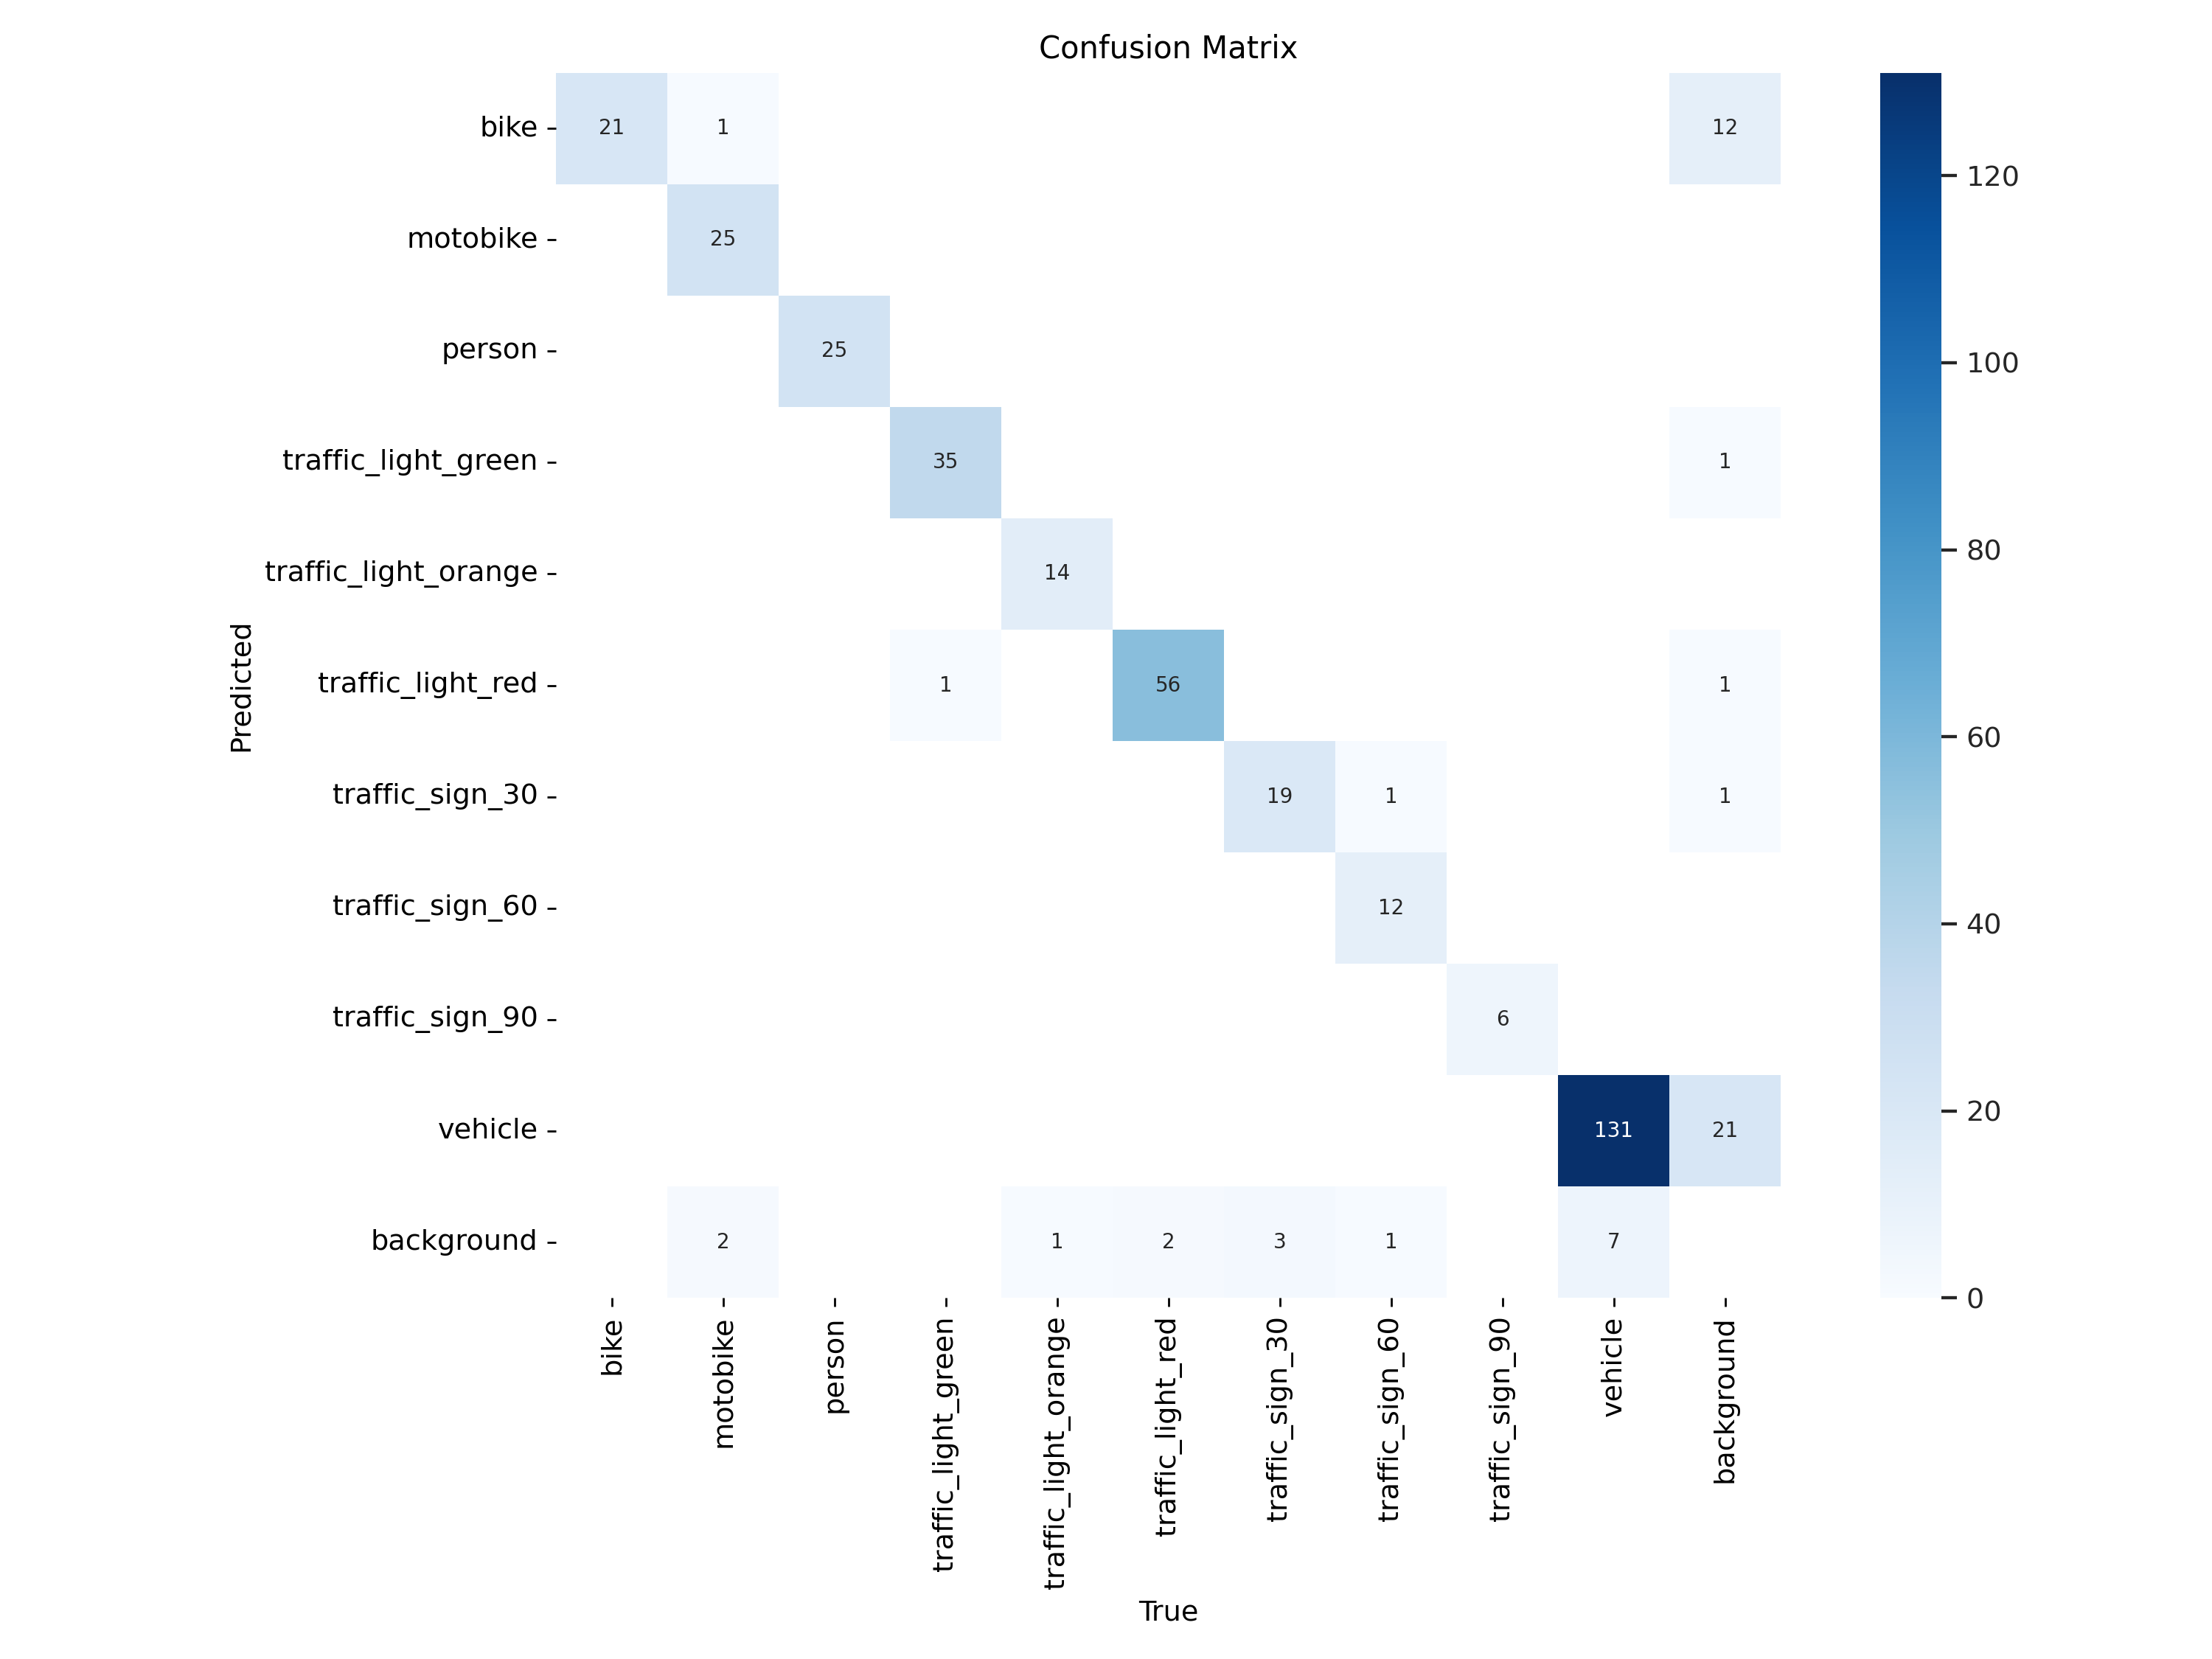 Confusion Matrix
bike
21
1
12
motobike
25
person
25
traffic_light_green
35
1
traffic_light_orange
14
traffic_light_red
1
56
1
traffic_sign_30
19
1
1
traffic_sign_60
12
traffic_sign_90
6
vehicle
131
21
background
2
1
2
3
1
7
Predicted
bike
motobike
person
traffic_light_green
traffic_light_orange
traffic_light_red
traffic_sign_30
traffic_sign_60
traffic_sign_90
vehicle
background
True
120
100
80
60
40
20
0